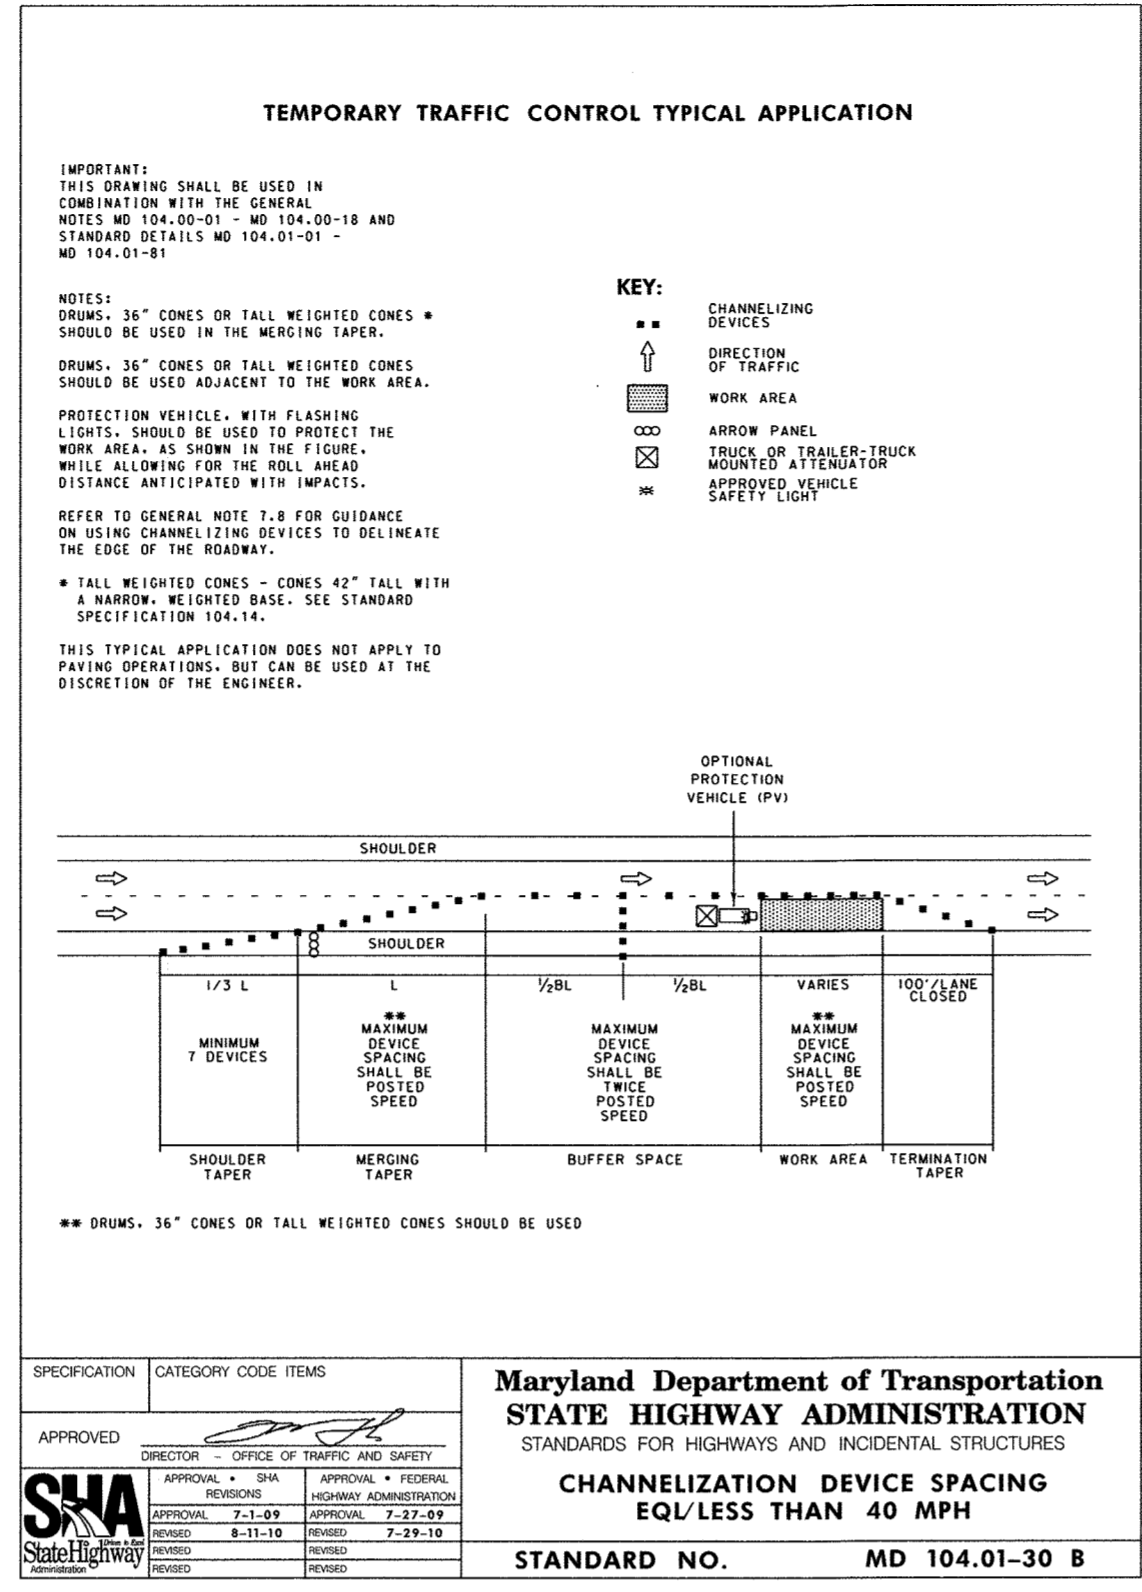 TEMPORARY TRAFFIC CONTROL TYPICAL APPLICATION
IMPORTANT:
THIS DRAWING SHALL BE USED IN
COMBINATION WITH THE GENERAL
NOTES MD 104.00-01 - MD 104.00-18 AND
STANDARD DETAILS MD 104.01-01 -
MD 104.01-81
NOTES:
DRUMS, 36" CONES OR TALL WEIGHTED CONES *
SHOULD BE USED IN THE MERGING TAPER.
DRUMS, 36" CONES OR TALL WEIGHTED CONES
SHOULD BE USED ADJACENT TO THE WORK AREA.
PROTECTION VEHICLE, WITH FLASHING
LIGHTS, SHOULD BE USED TO PROTECT THE
WORK AREA, AS SHOWN IN THE FIGURE,
WHILE ALLOWING FOR THE ROLL AHEAD
DISTANCE ANTICIPATED WITH IMPACTS.
REFER TO GENERAL NOTE 7.8 FOR GUIDANCE
ON USING CHANNELIZING DEVICES TO DELINEATE
THE EDGE OF THE ROADWAY.
* TALL WEIGHTED CONES - CONES 42" TALL WITH
A NARROW, WEIGHTED BASE. SEE STANDARD
SPECIFICATION 104.14.
THIS TYPICAL APPLICATION DOES NOT APPLY TO
PAVING OPERATIONS, BUT CAN BE USED AT THE
DISCRETION OF THE ENGINEER.
KEY:
CHANNELIZING
DEVICES
DIRECTION
OF TRAFFIC
WORK AREA
ARROW PANEL
TRUCK OR TRAILER-TRUCK
MOUNTED ATTENUATOR
APPROVED VEHICLE
SAFETY LIGHT
OPTIONAL
PROTECTION
VEHICLE (PV)
SHOULDER
SHOULDER
1/3 L
MINIMUM
7 DEVICES
L
**
MAXIMUM
DEVICE
SPACING
SHALL BE
POSTED
SPEED
½BL
½BL
MAXIMUM
DEVICE
SPACING
SHALL BE
TWICE
POSTED
SPEED
VARIES
**
MAXIMUM
DEVICE
SPACING
SHALL BE
POSTED
SPEED
100'/LANE
CLOSED
SHOULDER
TAPER
MERGING
TAPER
BUFFER SPACE
WORK AREA
TERMINATION
TAPER
** DRUMS, 36" CONES OR TALL WEIGHTED CONES SHOULD BE USED
SPECIFICATION
CATEGORY CODE ITEMS
APPROVED
DIRECTOR - OFFICE OF TRAFFIC AND SAFETY
SHA
Driven to Excel
StateHighway
Administration
APPROVAL • SHA
REVISIONS
APPROVAL 7-1-09
REVISED 8-11-10
REVISED
REVISED
APPROVAL • FEDERAL
HIGHWAY ADMINISTRATION
APPROVAL 7-27-09
REVISED 7-29-10
REVISED
REVISED
Maryland Department of Transportation
STATE HIGHWAY ADMINISTRATION
STANDARDS FOR HIGHWAYS AND INCIDENTAL STRUCTURES
CHANNELIZATION DEVICE SPACING
EQL/LESS THAN 40 MPH
STANDARD NO. MD 104.01-30 B